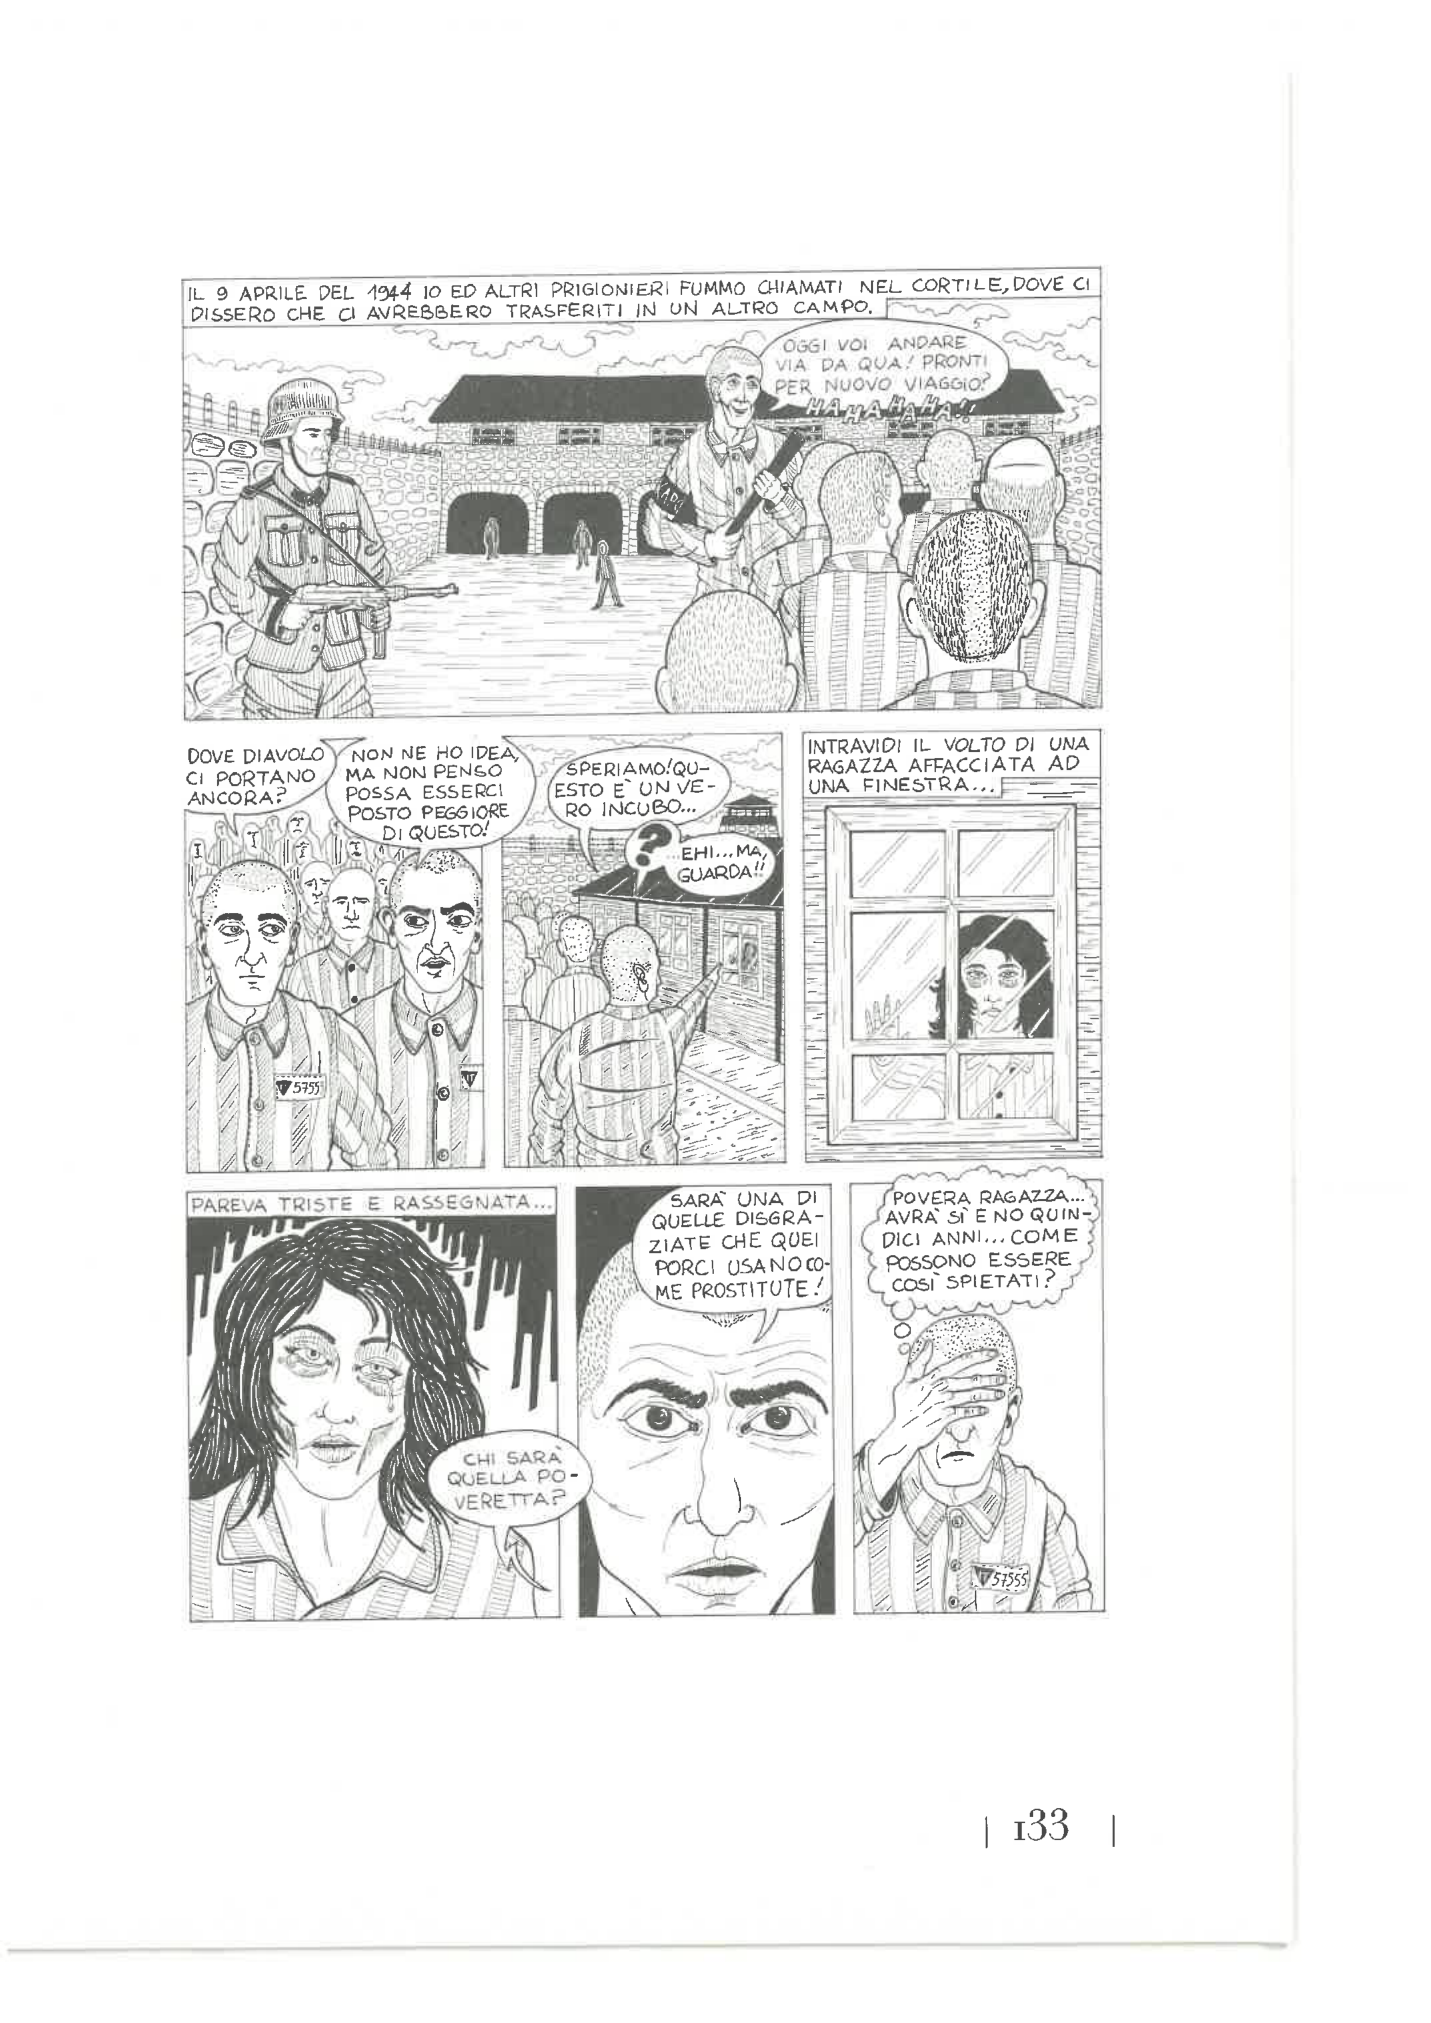 IL 9 APRILE DEL 1944 IO ED ALTRI PRIGIONIERI FUMMO CHIAMATI NEL CORTILE, DOVE CI
DISSERO CHE CI AVREBBERO TRASFERITI IN UN ALTRO CAMPO.
OGGI VOI ANDARE
VIA DA QUA! PRONTI
PER NUOVO VIAGGIO?
HA HA HA HA!!
KAPO
DOVE DIAVOLO
CI PORTANO
ANCORA?
NON NE HO IDEA,
MA NON PENSO
POSSA ESSERCI
POSTO PEGGIORE
DI QUESTO!
IT 5755
IT
SPERIAMO! QU-
ESTO È UN VE-
RO INCUBO...
?
...EHI... MA,
GUARDA!!
INTRAVIDI IL VOLTO DI UNA
RAGAZZA AFFACCIATA AD
UNA FINESTRA...
PAREVA TRISTE E RASSEGNATA...
CHI SARÀ
QUELLA PO-
VERETTA?
SARÀ UNA DI
QUELLE DISGRA-
ZIATE CHE QUEI
PORCI USANO CO-
ME PROSTITUTE!
POVERA RAGAZZA...
AVRÀ SÌ E NO QUIN-
DICI ANNI... COME
POSSONO ESSERE
COSÌ SPIETATI?
IT 57555
| 133 |